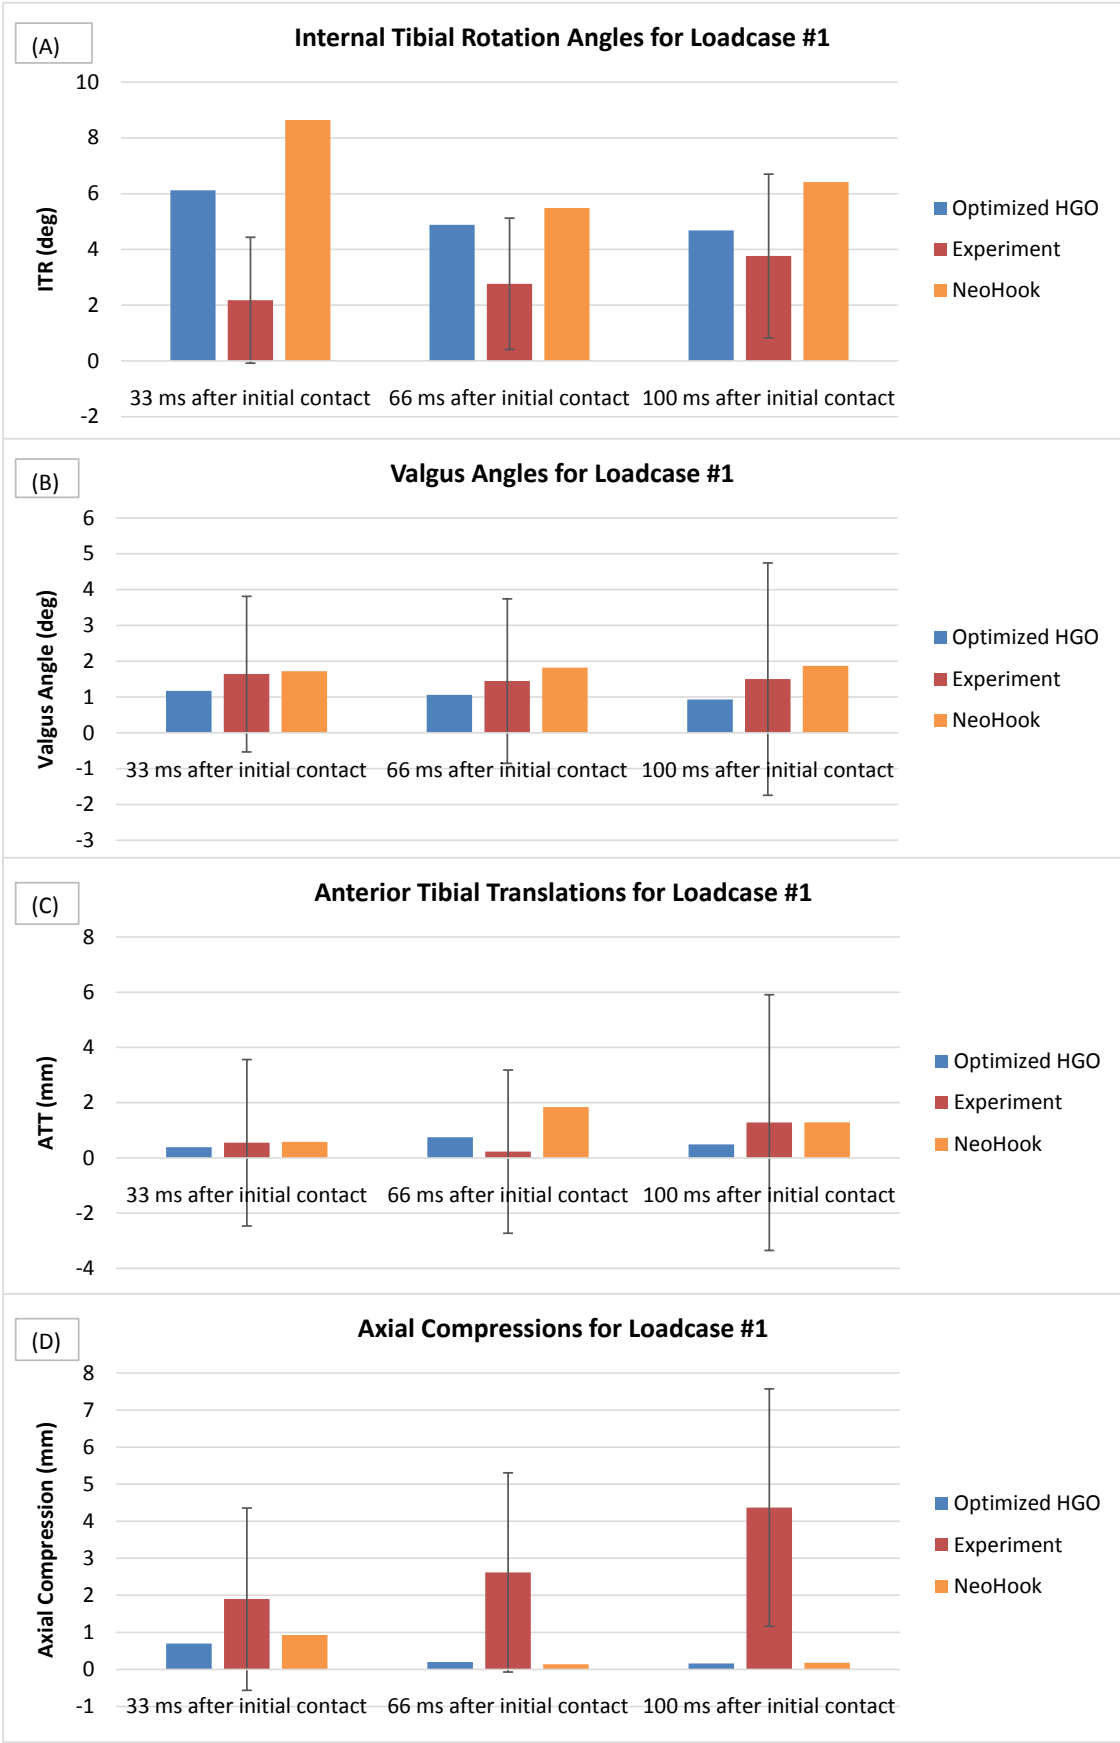 (A)
Internal Tibial Rotation Angles for Loadcase #1
10
8
6
4
2
0
-2
ITR (deg)
33 ms after initial contact
66 ms after initial contact
100 ms after initial contact
Optimized HGO
Experiment
NeoHook
(B)
Valgus Angles for Loadcase #1
6
5
4
3
2
1
0
-1
-2
-3
Valgus Angle (deg)
33 ms after initial contact
66 ms after initial contact
100 ms after initial contact
Optimized HGO
Experiment
NeoHook
(C)
Anterior Tibial Translations for Loadcase #1
8
6
4
2
0
-2
-4
ATT (mm)
33 ms after initial contact
66 ms after initial contact
100 ms after initial contact
Optimized HGO
Experiment
NeoHook
(D)
Axial Compressions for Loadcase #1
8
7
6
5
4
3
2
1
0
-1
Axial Compression (mm)
33 ms after initial contact
66 ms after initial contact
100 ms after initial contact
Optimized HGO
Experiment
NeoHook